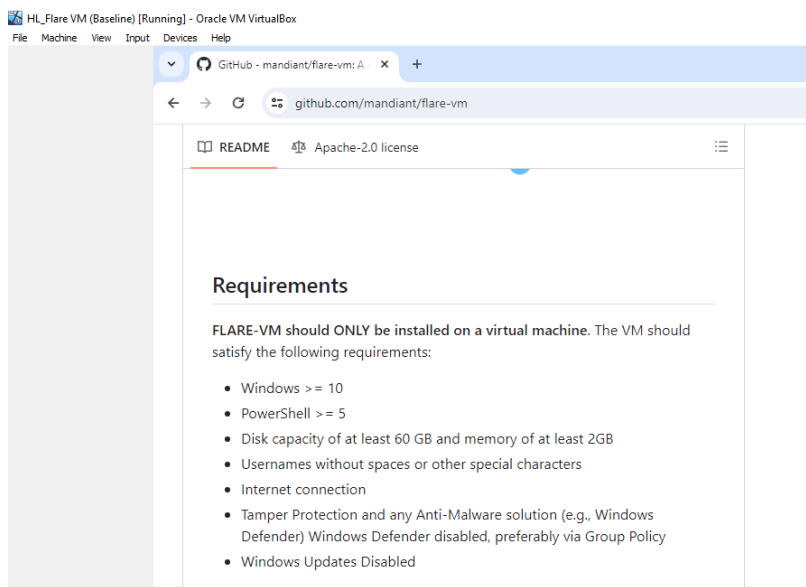 HL_Flare VM (Baseline) [Running] - Oracle VM VirtualBox
File Machine View Input Devices Help
GitHub - mandiant/flare-vm: A
github.com/mandiant/flare-vm
README Apache-2.0 license
Requirements
FLARE-VM should ONLY be installed on a virtual machine. The VM should
satisfy the following requirements:
• Windows >= 10
• PowerShell >= 5
• Disk capacity of at least 60 GB and memory of at least 2GB
• Usernames without spaces or other special characters
• Internet connection
• Tamper Protection and any Anti-Malware solution (e.g., Windows
Defender) Windows Defender disabled, preferably via Group Policy
• Windows Updates Disabled